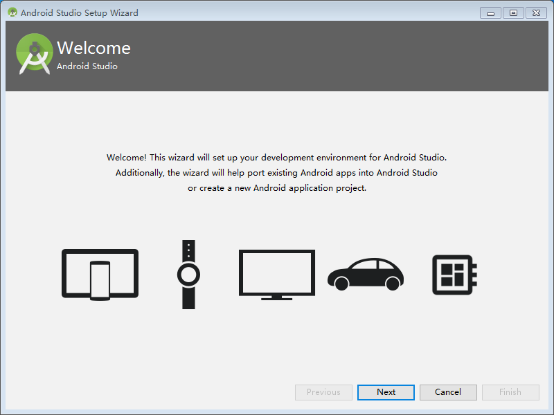 Android Studio Setup Wizard
Welcome
Android Studio
Welcome! This wizard will set up your development environment for Android Studio.
Additionally, the wizard will help port existing Android apps into Android Studio
or create a new Android application project.
Previous
Next
Cancel
Finish